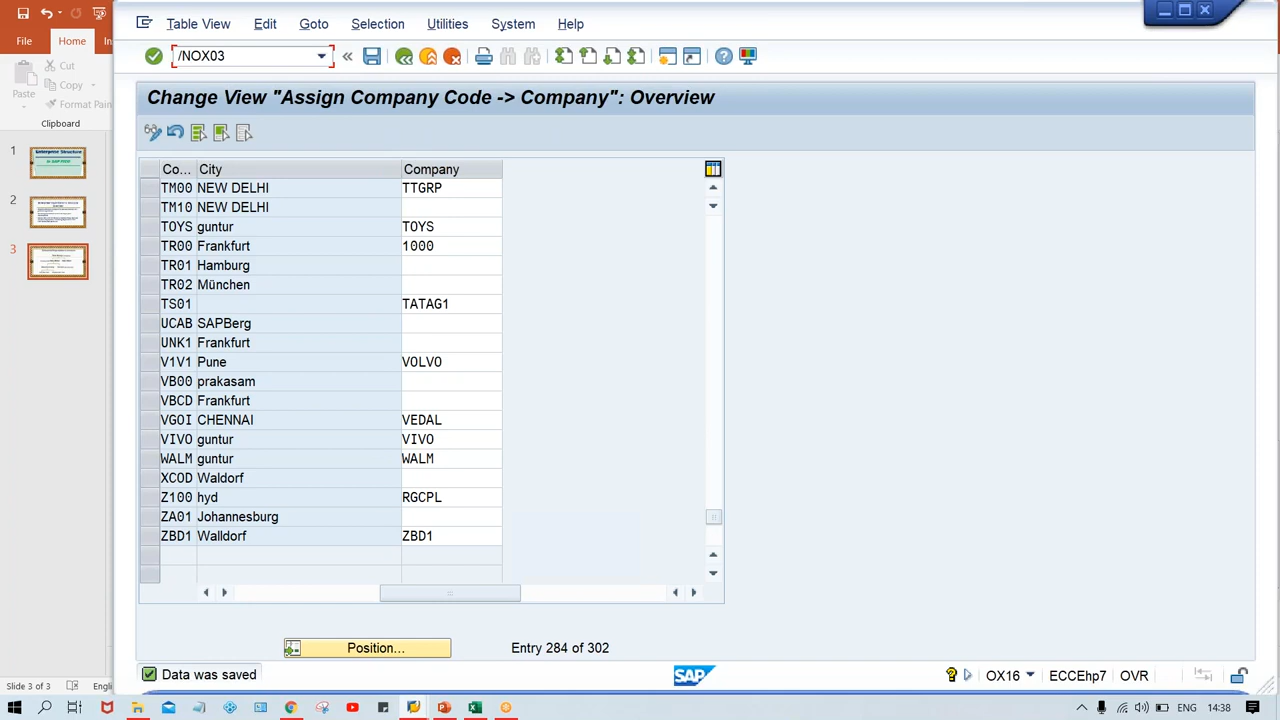 Table View Edit Goto Selection Utilities System Help
File Home In
/NOX03
Cut
Copy
Paste
Format Pain
Clipboard
Change View "Assign Company Code -> Company": Overview
Co... City Company
TM00 NEW DELHI TTGRP
TM10 NEW DELHI
TOYS guntur TOYS
TR00 Frankfurt 1000
TR01 Hamburg
TR02 München
TS01 TATAG1
UCAB SAPBerg
UNK1 Frankfurt
V1V1 Pune VOLVO
VB00 prakasam
VBCD Frankfurt
VGOI CHENNAI VEDAL
VIVO guntur VIVO
WALM guntur WALM
XCOD Waldorf
Z100 hyd RGCPL
ZA01 Johannesburg
ZBD1 Walldorf ZBD1
1
Enterprise Structure
2
3
Position... Entry 284 of 302
Data was saved
SAP
OX16 ECCEhp7 OVR
Slide 3 of 3 Engli
ENG 14:38